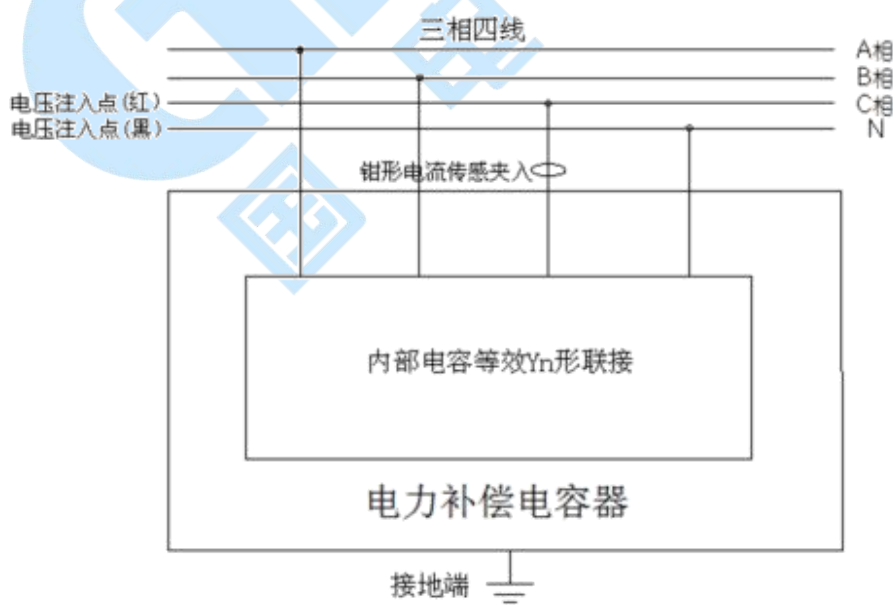 三相四线
A相
B相
电压注入点(红)
C相
电压注入点(黑)
N
钳形电流传感夹入
内部电容等效Yn形联接
电力补偿电容器
接地端